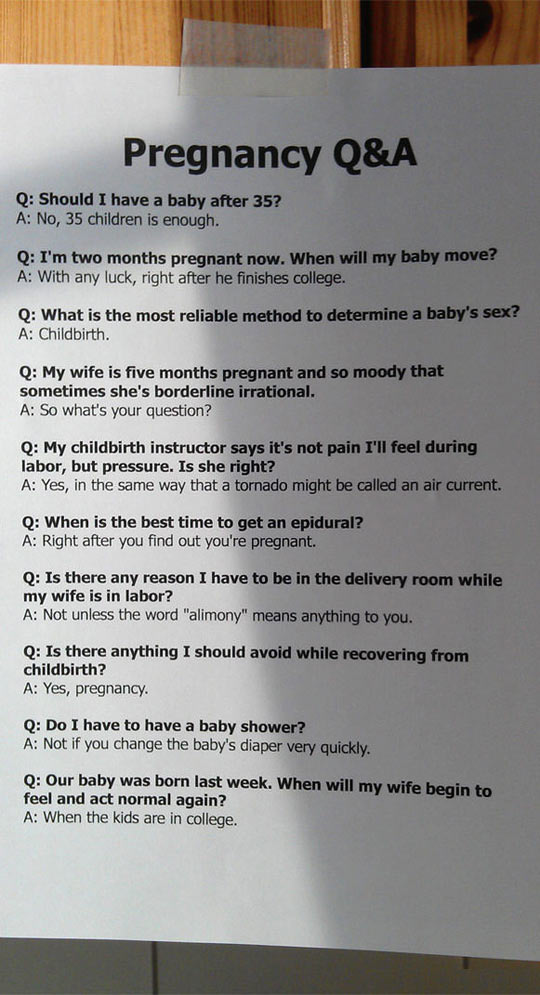 Pregnancy Q&A
Q: Should I have a baby after 35?
A: No, 35 children is enough.
Q: I'm two months pregnant now. When will my baby move?
A: With any luck, right after he finishes college.
Q: What is the most reliable method to determine a baby's sex?
A: Childbirth.
Q: My wife is five months pregnant and so moody that
sometimes she's borderline irrational.
A: So what's your question?
Q: My childbirth instructor says it's not pain I'll feel during
labor, but pressure. Is she right?
A: Yes, in the same way that a tornado might be called an air current.
Q: When is the best time to get an epidural?
A: Right after you find out you're pregnant.
Q: Is there any reason I have to be in the delivery room while
my wife is in labor?
A: Not unless the word "alimony" means anything to you.
Q: Is there anything I should avoid while recovering from
childbirth?
A: Yes, pregnancy.
Q: Do I have to have a baby shower?
A: Not if you change the baby's diaper very quickly.
Q: Our baby was born last week. When will my wife begin to
feel and act normal again?
A: When the kids are in college.